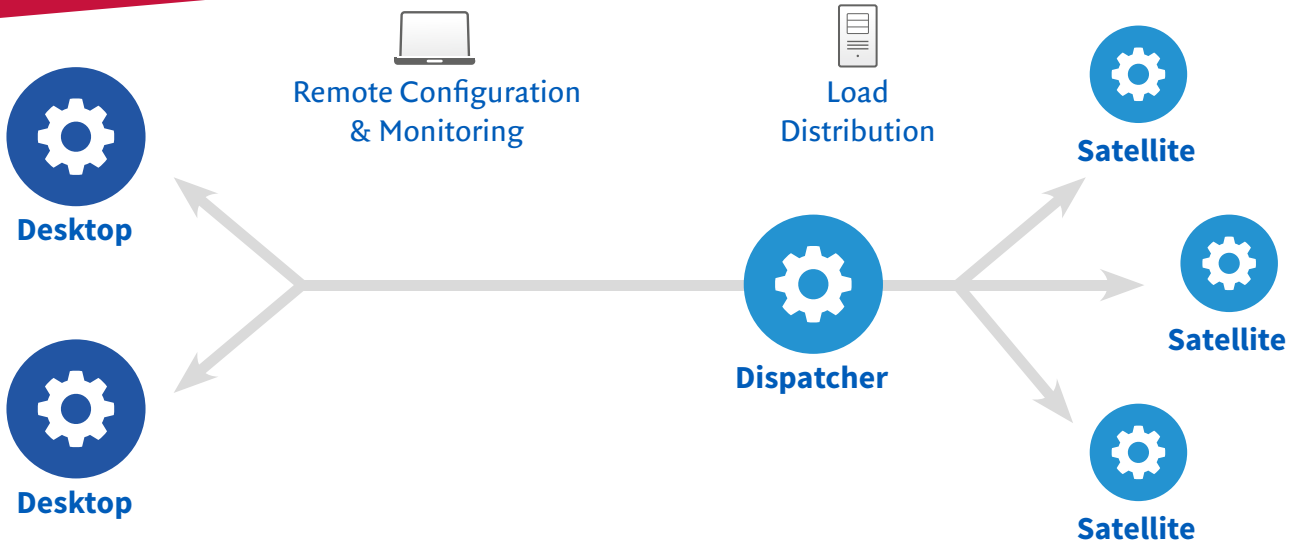 Remote Configuration
& Monitoring
Load
Distribution
Satellite
Desktop
Satellite
Dispatcher
Desktop
Satellite